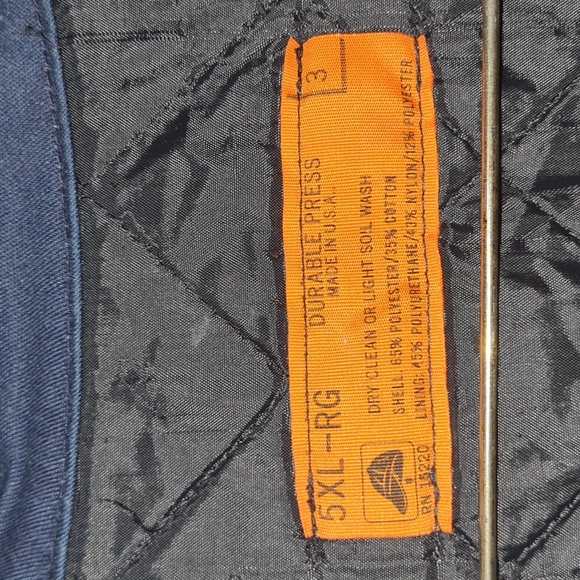 3
DURABLE PRESS
MADE IN U.S.A.
5XL-RG
DRY CLEAN OR LIGHT SOIL WASH
SHELL: 65% POLYESTER/35% COTTON
LINING: 45% POLYURETHANE/43% NYLON/12% POLYESTER
RN 15220